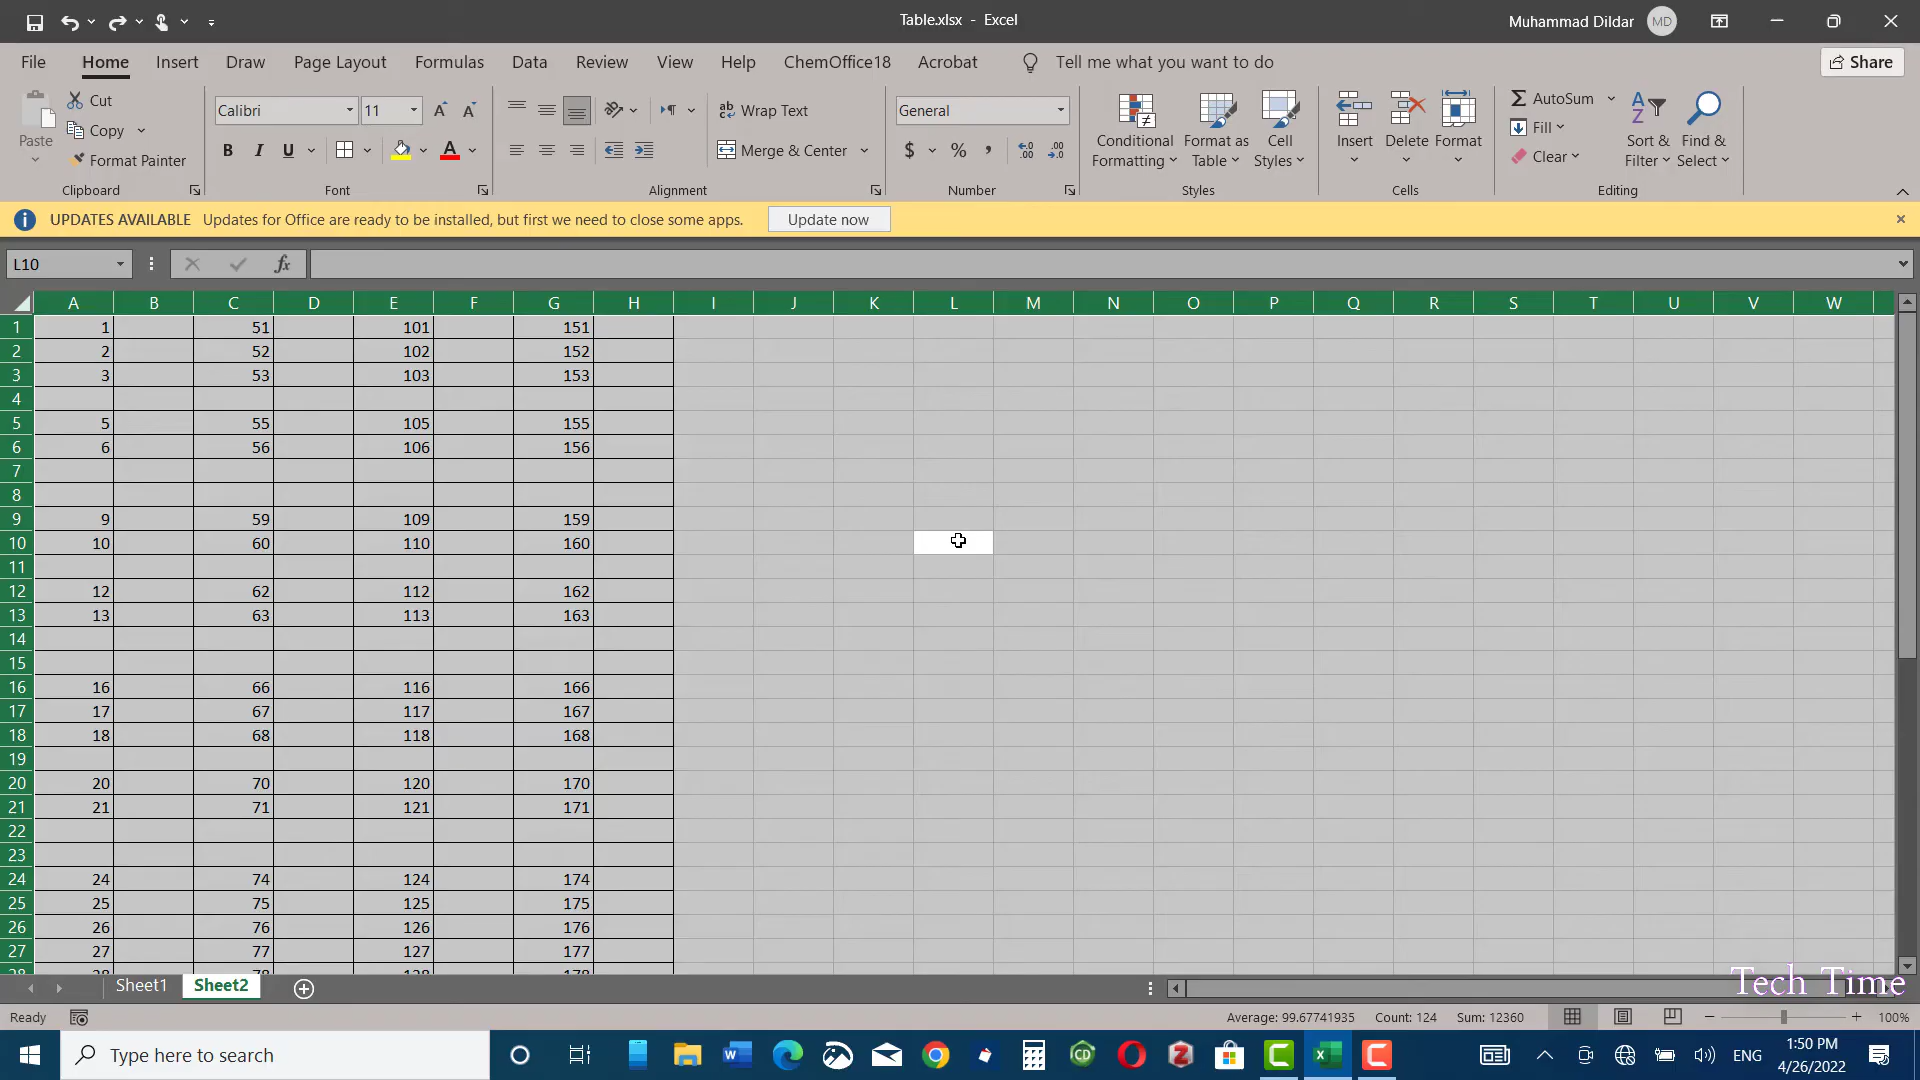 Table.xlsx - Excel
Muhammad Dildar MD
File Home Insert Draw Page Layout Formulas Data Review View Help ChemOffice18 Acrobat Tell me what you want to do Share
Paste Cut Copy Format Painter Clipboard
Calibri 11 B I U A Font
Wrap Text Merge & Center Alignment
General $ % Number
Conditional Formatting Format as Table Cell Styles Styles
Insert Delete Format Cells
AutoSum Fill Clear Sort & Filter Find & Select Editing
UPDATES AVAILABLE Updates for Office are ready to be installed, but first we need to close some apps. Update now
L10 fx
A B C D E F G H I J K L M N O P Q R S T U V W
1 1 51 101 151
2 2 52 102 152
3 3 53 103 153
4
5 5 55 105 155
6 6 56 106 156
7
8
9 9 59 109 159
10 10 60 110 160
11
12 12 62 112 162
13 13 63 113 163
14
15
16 16 66 116 166
17 17 67 117 167
18 18 68 118 168
19
20 20 70 120 170
21 21 71 121 171
22
23
24 24 74 124 174
25 25 75 125 175
26 26 76 126 176
27 27 77 127 177
Sheet1 Sheet2
Tech Time
Ready Average: 99.67741935 Count: 124 Sum: 12360 100%
Type here to search ENG 1:50 PM
4/26/2022